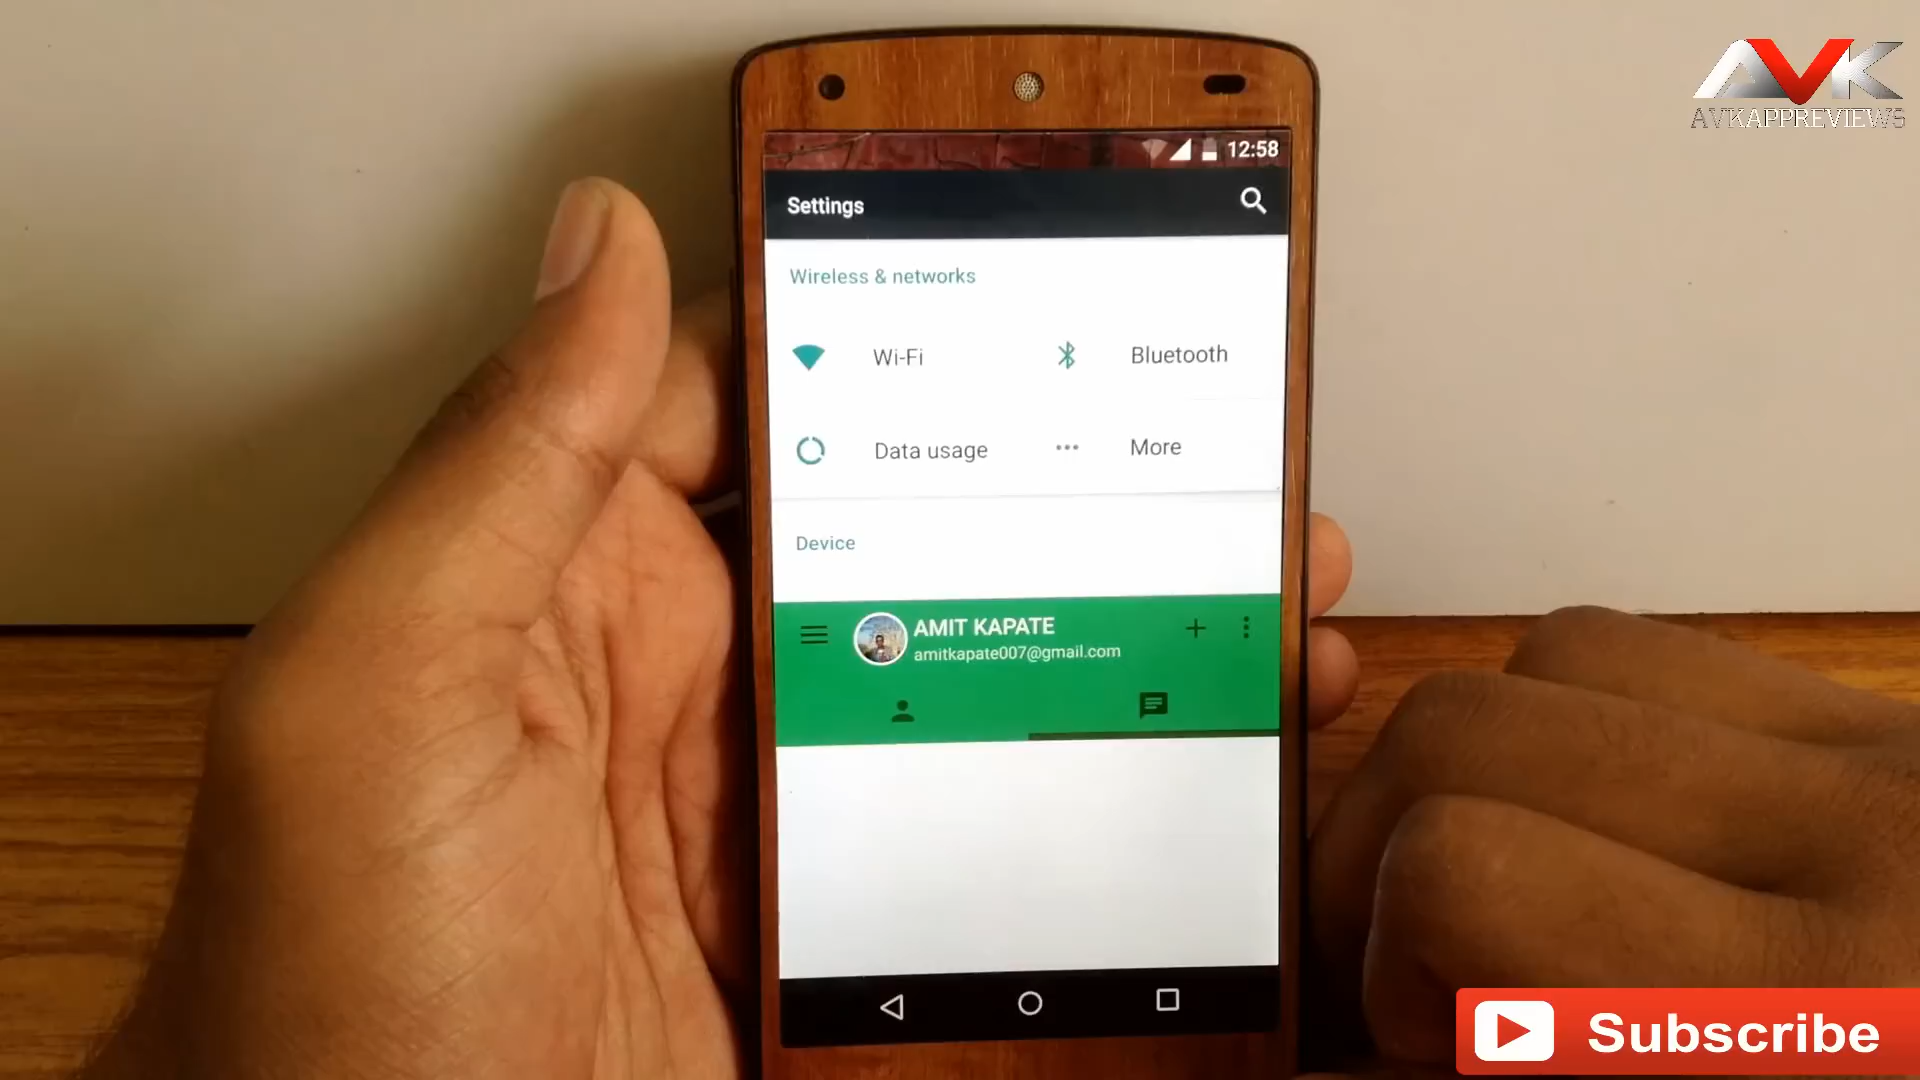 AVK
AVKAPPREVIEWS
12:58
Settings
Wireless & networks
Wi-Fi
Bluetooth
Data usage
More
Device
AMIT KAPATE
amitkapate007@gmail.com
Subscribe